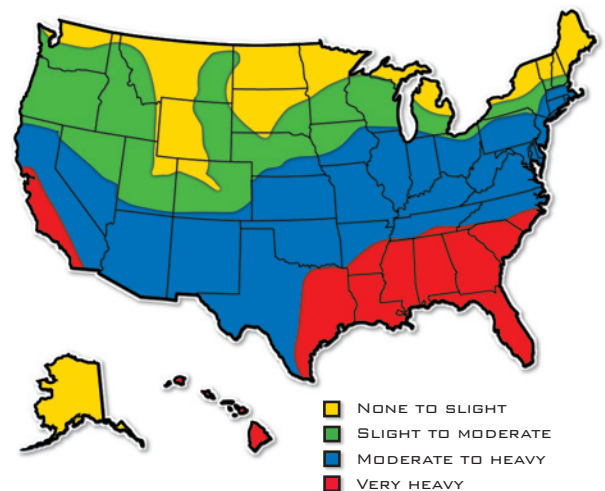 NONE TO SLIGHT
SLIGHT TO MODERATE
MODERATE TO HEAVY
VERY HEAVY